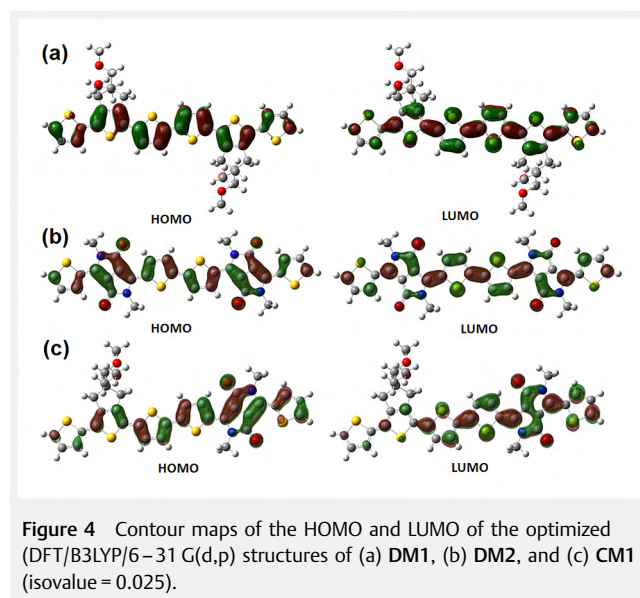 (a)
HOMO LUMO
(b)
HOMO LUMO
(c)
HOMO LUMO
Figure 4 Contour maps of the HOMO and LUMO of the optimized
(DFT/B3LYP/6–31 G(d,p) structures of (a) DM1, (b) DM2, and (c) CM1
(isovalue = 0.025).